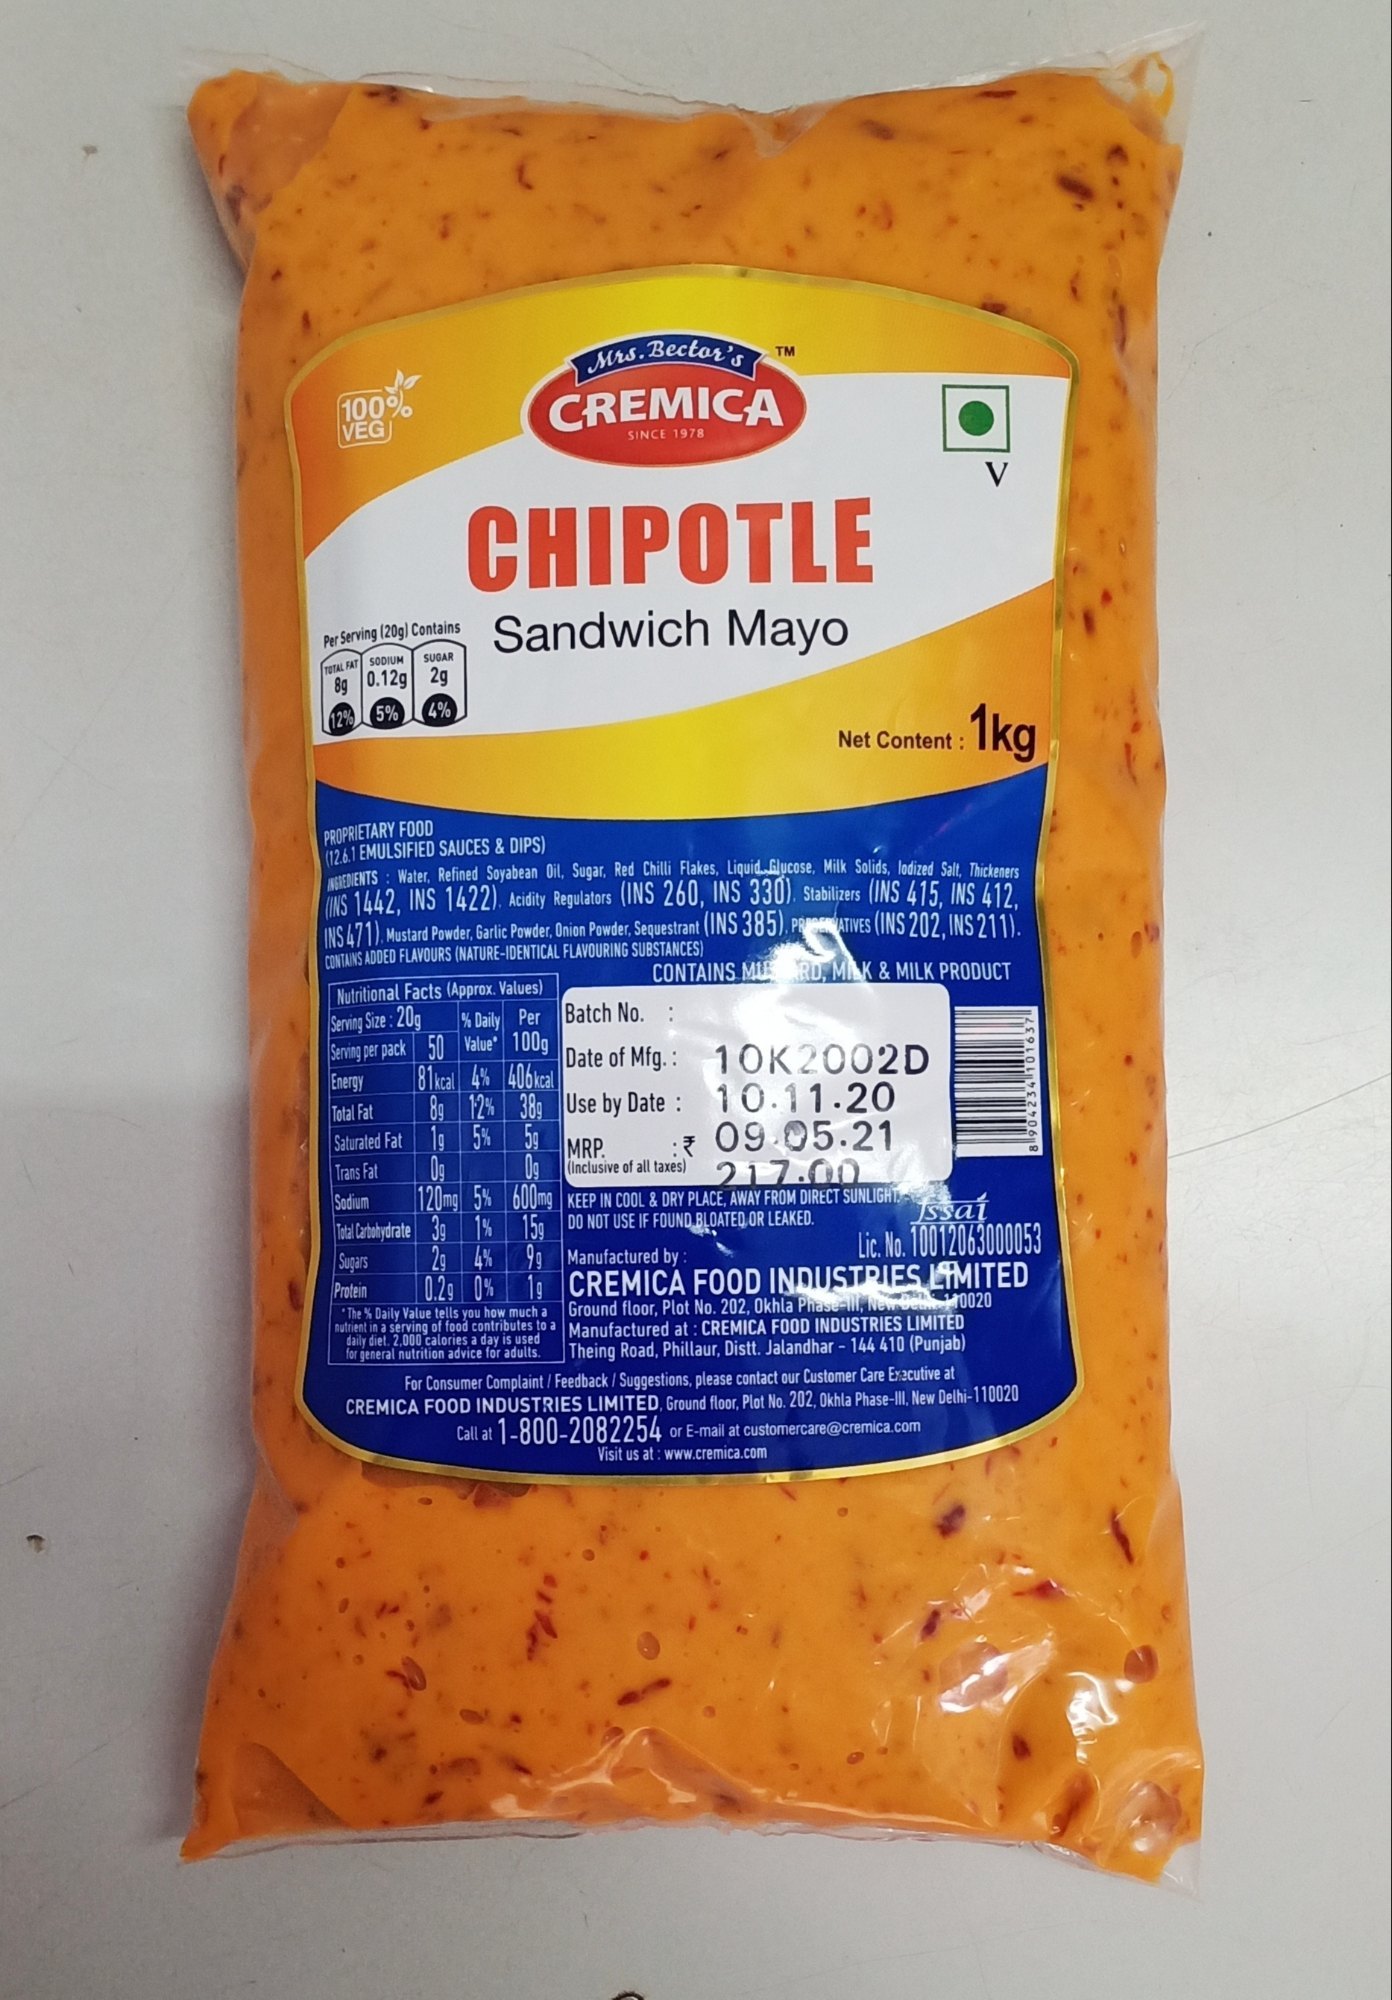 Mrs. Bector's TM
CREMICA
SINCE 1978
100%
VEG
V
CHIPOTLE
Sandwich Mayo
Per Serving (20g) Contains
TOTAL FAT SODIUM SUGAR
8g 0.12g 2g
12% 5% 4%
Net Content : 1kg
PROPRIETARY FOOD
(12.6.1 EMULSIFIED SAUCES & DIPS)
INGREDIENTS : Water, Refined Soyabean Oil, Sugar, Red Chilli Flakes, Liquid Glucose, Milk Solids, Iodized Salt, Thickeners
(INS 1442, INS 1422). Acidity Regulators (INS 260, INS 330). Stabilizers (INS 415, INS 412,
INS 471). Mustard Powder, Garlic Powder, Onion Powder, Sequestrant (INS 385). PRESERVATIVES (INS 202, INS 211).
CONTAINS ADDED FLAVOURS (NATURE-IDENTICAL FLAVOURING SUBSTANCES)
CONTAINS MUSTARD, MILK & MILK PRODUCT
Nutritional Facts (Approx. Values)
Serving Size : 20g % Daily Value* Per 100g
Serving per pack 50
Energy 81kcal 4% 406kcal
Total Fat 8g 12% 38g
Saturated Fat 1g 5% 5g
Trans Fat 0g 0g
Sodium 120mg 5% 600mg
Total Carbohydrate 3g 1% 15g
Sugars 2g 4% 9g
Protein 0.2g 0% 1g
*The % Daily Value tells you how much a
nutrient in a serving of food contributes to a
daily diet. 2,000 calories a day is used
for general nutrition advice for adults.
Batch No. :
Date of Mfg. : 10K2002D
Use by Date : 10.11.20
MRP. : ₹ 09.05.21
(Inclusive of all taxes) 217.00
8 904234 101637
KEEP IN COOL & DRY PLACE, AWAY FROM DIRECT SUNLIGHT.
DO NOT USE IF FOUND BLOATED OR LEAKED.
fssai
Lic. No. 10012063000053
Manufactured by :
CREMICA FOOD INDUSTRIES LIMITED
Ground floor, Plot No. 202, Okhla Phase-III, New Delhi-110020
Manufactured at : CREMICA FOOD INDUSTRIES LIMITED
Theing Road, Phillaur, Distt. Jalandhar - 144 410 (Punjab)
For Consumer Complaint / Feedback / Suggestions, please contact our Customer Care Executive at
CREMICA FOOD INDUSTRIES LIMITED, Ground floor, Plot No. 202, Okhla Phase-III, New Delhi-110020
Call at 1-800-2082254 or E-mail at customercare@cremica.com
Visit us at : www.cremica.com